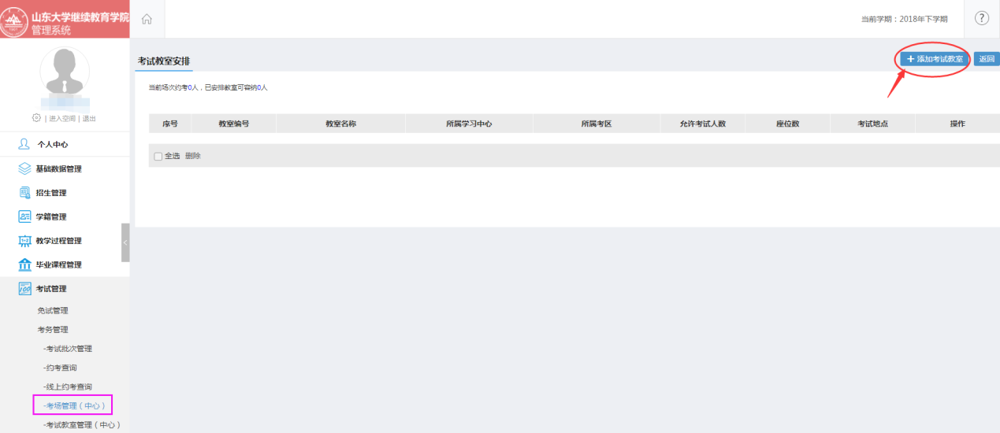 山东大学继续教育学院
管理系统
当前学期：2018年下学期
?
| 进入空间 | 退出
考试教室安排
+ 添加考试教室
返回
当前场次约考0人，已安排教室可容纳0人
序号 教室编号 教室名称 所属学习中心 所属考区 允许考试人数 座位数 考试地点 操作
全选 删除
个人中心
基础数据管理
招生管理
学籍管理
教学过程管理
毕业课程管理
考试管理
免试管理
考务管理
-考试批次管理
-约考查询
-线上约考查询
-考场管理（中心）
-考试教室管理（中心）